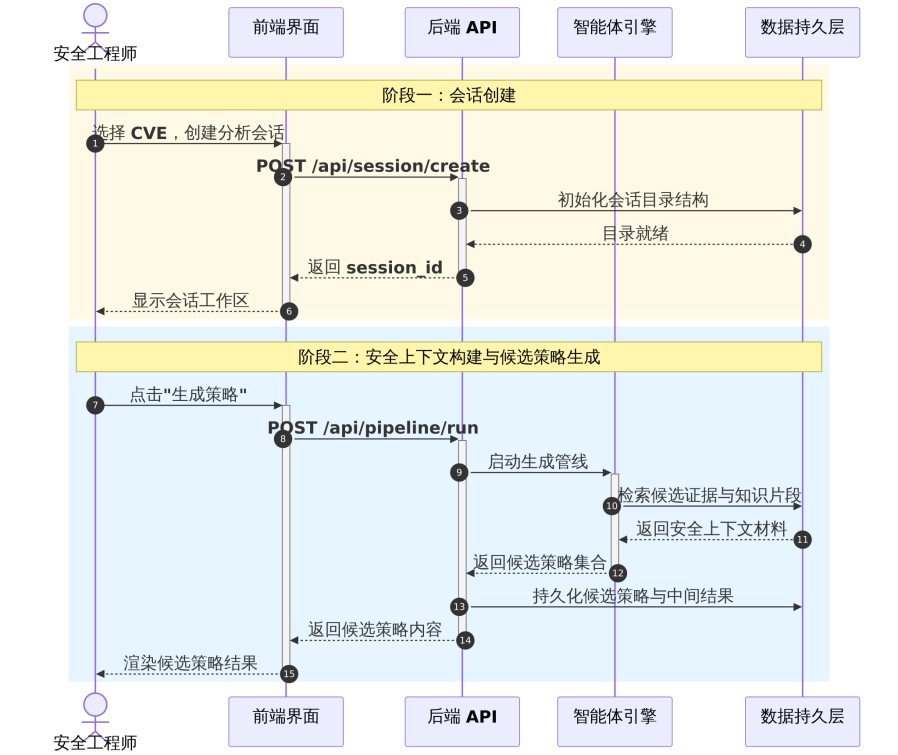 安全工程师
前端界面
后端 API
智能体引擎
数据持久层
阶段一：会话创建
选择 CVE，创建分析会话
1
POST /api/session/create
2
初始化会话目录结构
3
目录就绪
4
返回 session_id
5
显示会话工作区
6
阶段二：安全上下文构建与候选策略生成
点击"生成策略"
7
POST /api/pipeline/run
8
启动生成管线
9
检索候选证据与知识片段
10
返回安全上下文材料
11
返回候选策略集合
12
持久化候选策略与中间结果
13
返回候选策略内容
14
渲染候选策略结果
15
安全工程师
前端界面
后端 API
智能体引擎
数据持久层